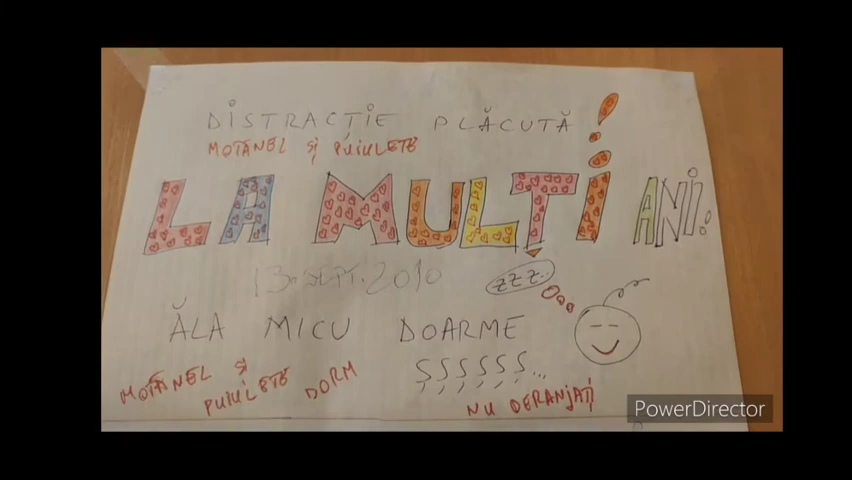 DISTRACȚIE PLĂCUTĂ
MOTANEL ȘI PUIULETE
LA MULȚI ANI!
13 SEPT. 2010
zzz..
ĂLA MICU DOARME
ȘȘȘȘȘȘ...
MOTANEL ȘI PUIULETE DORM
NU DERANJAȚI
PowerDirector